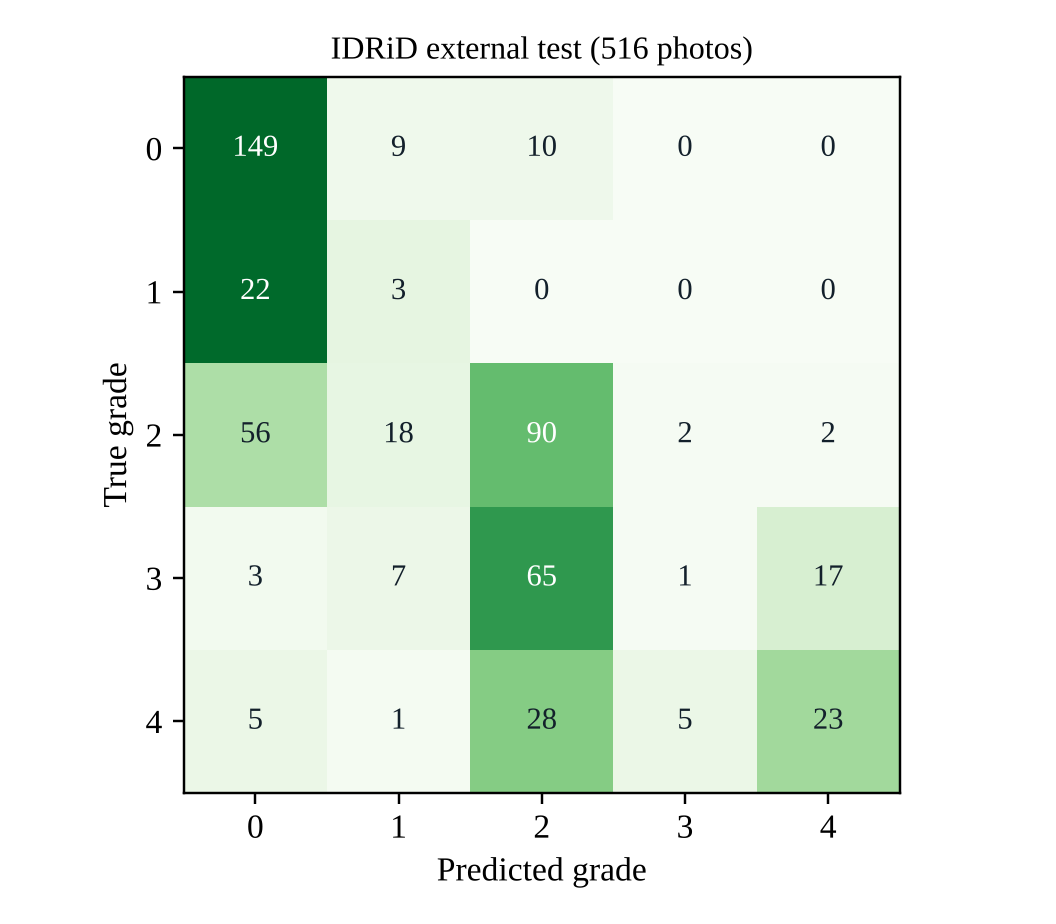 IDRiD external test (516 photos)
True grade
0 149 9 10 0 0
1 22 3 0 0 0
2 56 18 90 2 2
3 3 7 65 1 17
4 5 1 28 5 23
0 1 2 3 4
Predicted grade